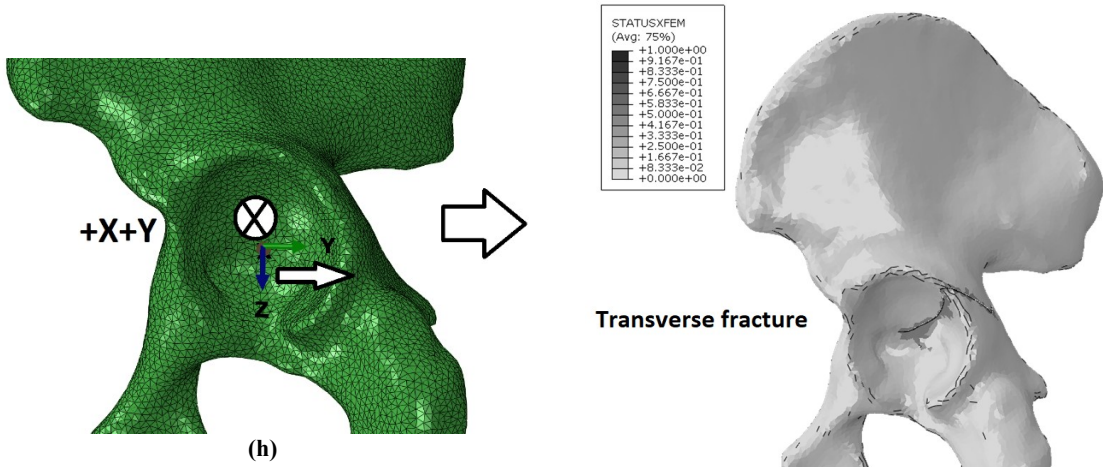 +X+Y
X
Y
Z
(h)
STATUSXFEM
(Avg: 75%)
+1.000e+00
+9.167e-01
+8.333e-01
+7.500e-01
+6.667e-01
+5.833e-01
+5.000e-01
+4.167e-01
+3.333e-01
+2.500e-01
+1.667e-01
+8.333e-02
+0.000e+00
Transverse fracture